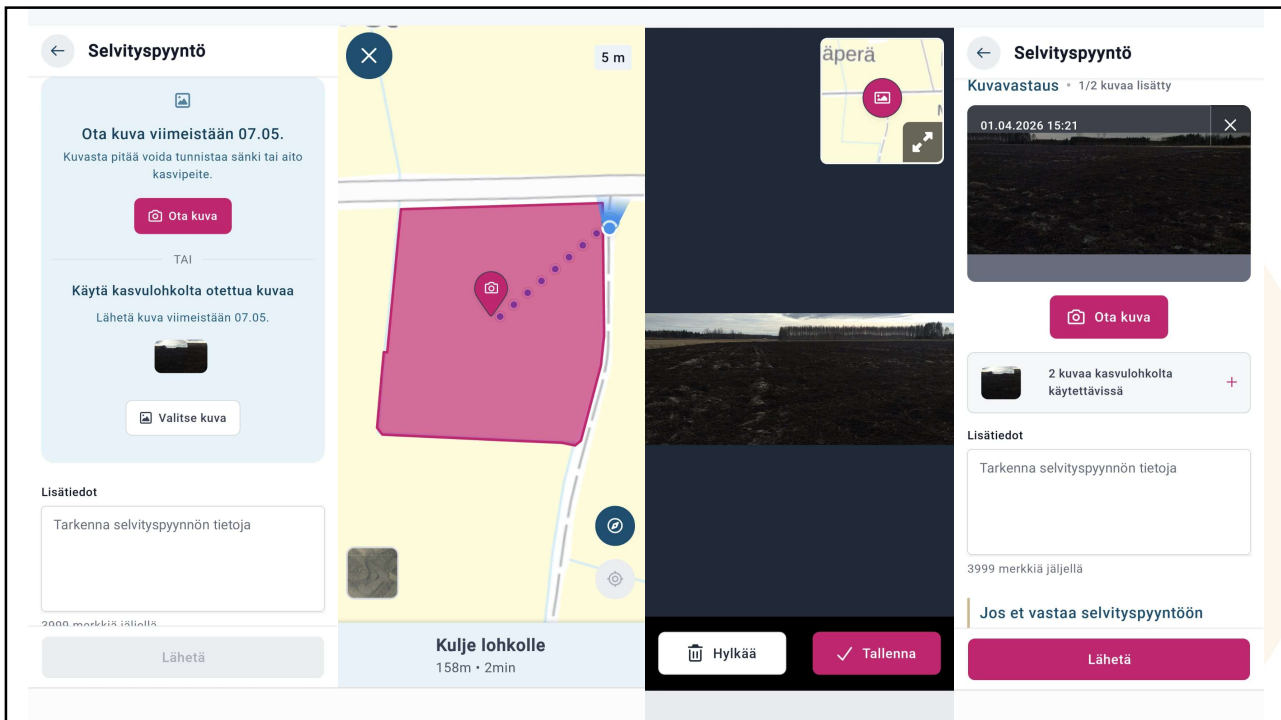 Selvityspyyntö
Ota kuva viimeistään 07.05.
Kuvasta pitää voida tunnistaa sänki tai aito
kasvipeite.
Ota kuva
TAI
Käytä kasvulohkolta otettua kuvaa
Lähetä kuva viimeistään 07.05.
Valitse kuva
Lisätiedot
Tarkenna selvityspyynnön tietoja
3999 merkkiä jäljellä
Lähetä
5 m
Kulje lohkolle
158m • 2min
äperä
Hylkää
Tallenna
Selvityspyyntö
Kuvavastaus • 1/2 kuvaa lisätty
01.04.2026 15:21
Ota kuva
2 kuvaa kasvulohkolta
käytettävissä
Lisätiedot
Tarkenna selvityspyynnön tietoja
3999 merkkiä jäljellä
Jos et vastaa selvityspyyntöön
Lähetä